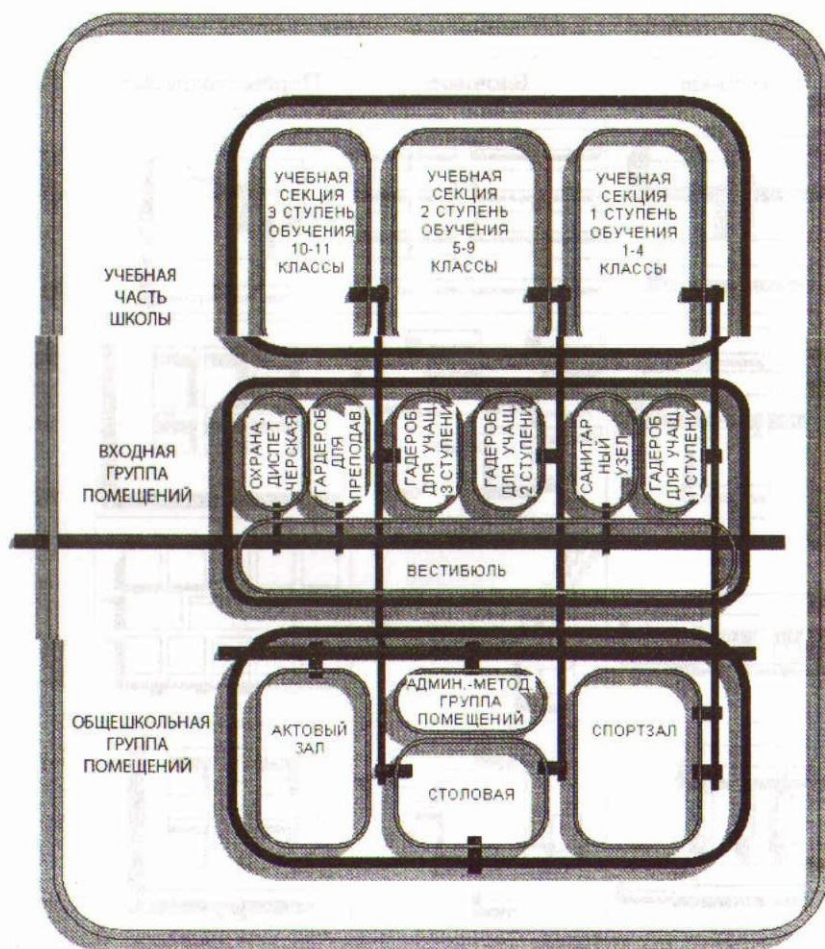 УЧЕБНАЯ
СЕКЦИЯ
3 СТУПЕНЬ
ОБУЧЕНИЯ
10-11
КЛАССЫ
УЧЕБНАЯ
СЕКЦИЯ
2 СТУПЕНЬ
ОБУЧЕНИЯ
5-9
КЛАССЫ
УЧЕБНАЯ
СЕКЦИЯ
1 СТУПЕНЬ
ОБУЧЕНИЯ
1-4
КЛАССЫ
УЧЕБНАЯ
ЧАСТЬ
ШКОЛЫ
ВХОДНАЯ
ГРУППА
ПОМЕЩЕНИЙ
ОХРАНА,
ДИСПЕТ
ЧЕРСКАЯ
ГАРДЕРОБ
ДЛЯ
ПРЕПОДАВ
ГАДЕРОБ
ДЛЯ УЧАЩ
3 СТУПЕНИ
ГАДЕРОБ
ДЛЯ УЧАЩ
2 СТУПЕНИ
САНИТАР
НЫЙ
УЗЕЛ
ГАДЕРОБ
ДЛЯ УЧАЩ
1 СТУПЕНИ
ВЕСТИБЮЛЬ
ОБЩЕШКОЛЬНАЯ
ГРУППА
ПОМЕЩЕНИЙ
АКТОВЫЙ
ЗАЛ
АДМИН.-МЕТОД
ГРУППА
ПОМЕЩЕНИЙ
СТОЛОВАЯ
СПОРТЗАЛ